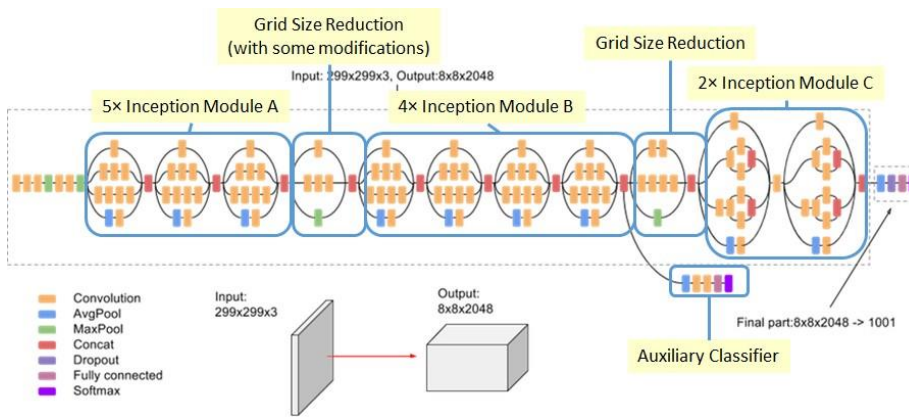 Grid Size Reduction
(with some modifications)
Grid Size Reduction
Input: 299x299x3, Output:8x8x2048
5× Inception Module A
4× Inception Module B
2× Inception Module C
Convolution
AvgPool
MaxPool
Concat
Dropout
Fully connected
Softmax
Input:
299x299x3
Output:
8x8x2048
Final part:8x8x2048 -> 1001
Auxiliary Classifier